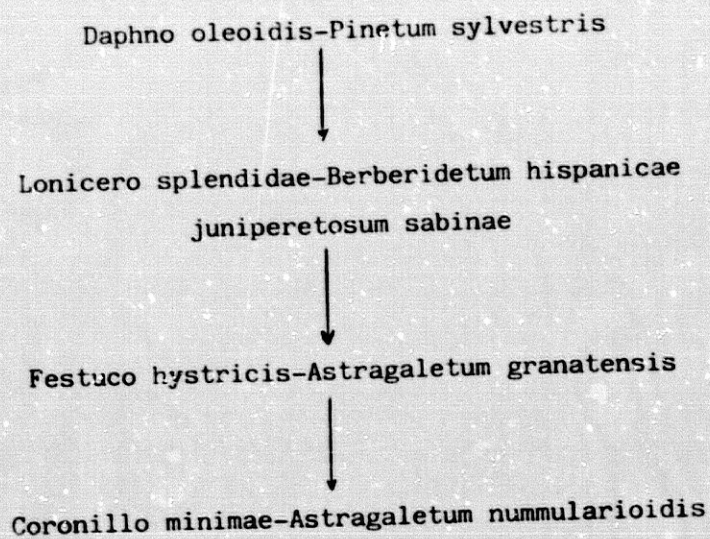 Daphno oleoidis-Pinetum sylvestris
Lonicero splendidae-Berberidetum hispanicae
juniperetosum sabinae
Festuco hystricis-Astragaletum granatensis
Coronillo minimae-Astragaletum nummularioidis